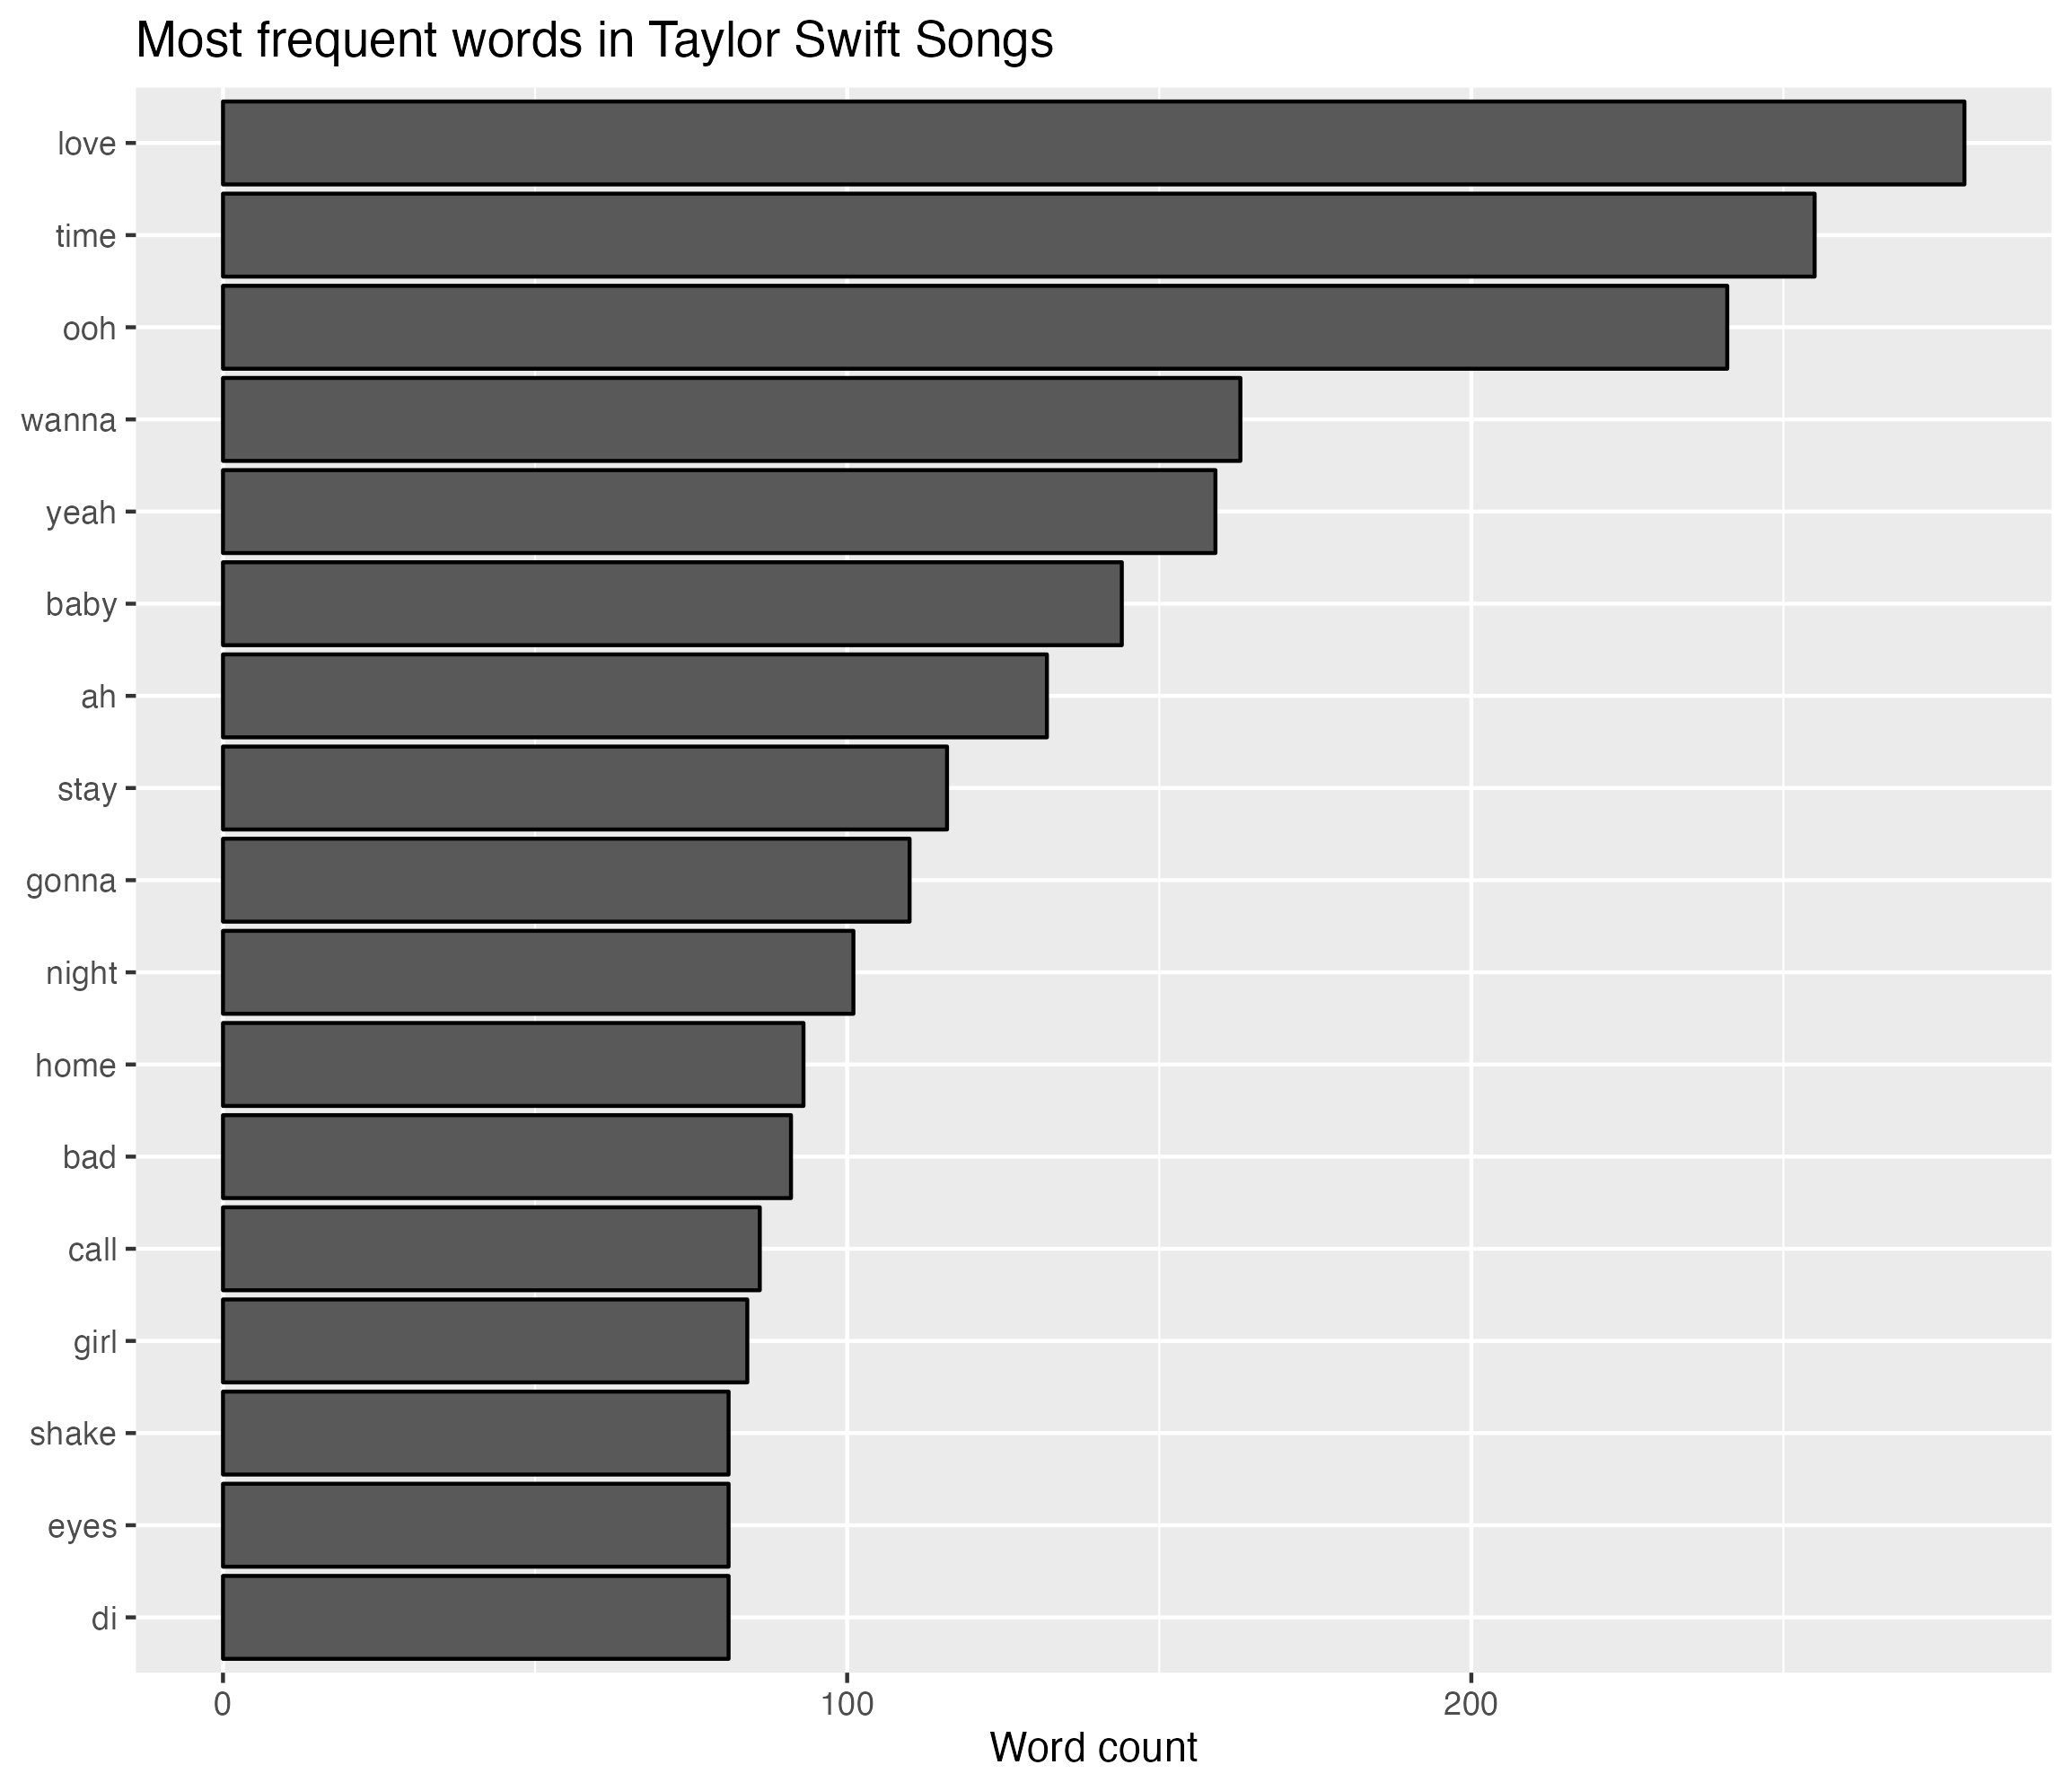 Most frequent words in Taylor Swift Songs
love
time
ooh
wanna
yeah
baby
ah
stay
gonna
night
home
bad
call
girl
shake
eyes
di
0 100 200
Word count